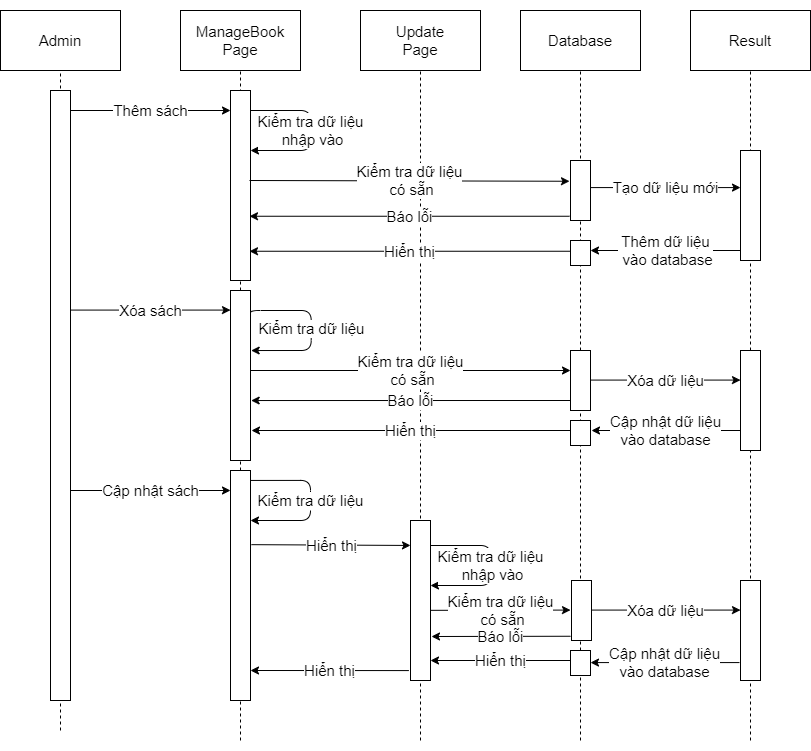 Admin
ManageBook
Page
Update
Page
Database
Result
Thêm sách
Kiểm tra dữ liệu
nhập vào
Kiểm tra dữ liệu
có sẵn
Tạo dữ liệu mới
Báo lỗi
Thêm dữ liệu
vào database
Hiển thị
Xóa sách
Kiểm tra dữ liệu
Kiểm tra dữ liệu
có sẵn
Xóa dữ liệu
Báo lỗi
Cập nhật dữ liệu
vào database
Hiển thị
Cập nhật sách
Kiểm tra dữ liệu
Hiển thị
Kiểm tra dữ liệu
nhập vào
Kiểm tra dữ liệu
có sẵn
Xóa dữ liệu
Báo lỗi
Cập nhật dữ liệu
vào database
Hiển thị
Hiển thị